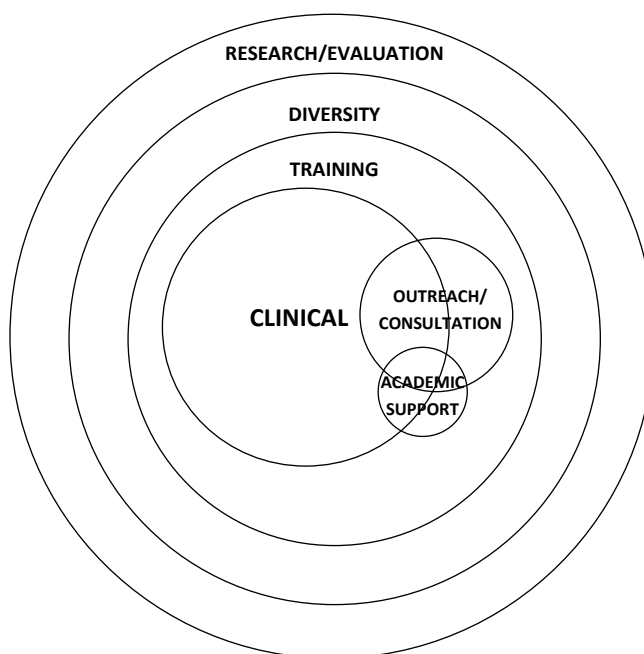 RESEARCH/EVALUATION
DIVERSITY
TRAINING
CLINICAL
OUTREACH/
CONSULTATION
ACADEMIC
SUPPORT